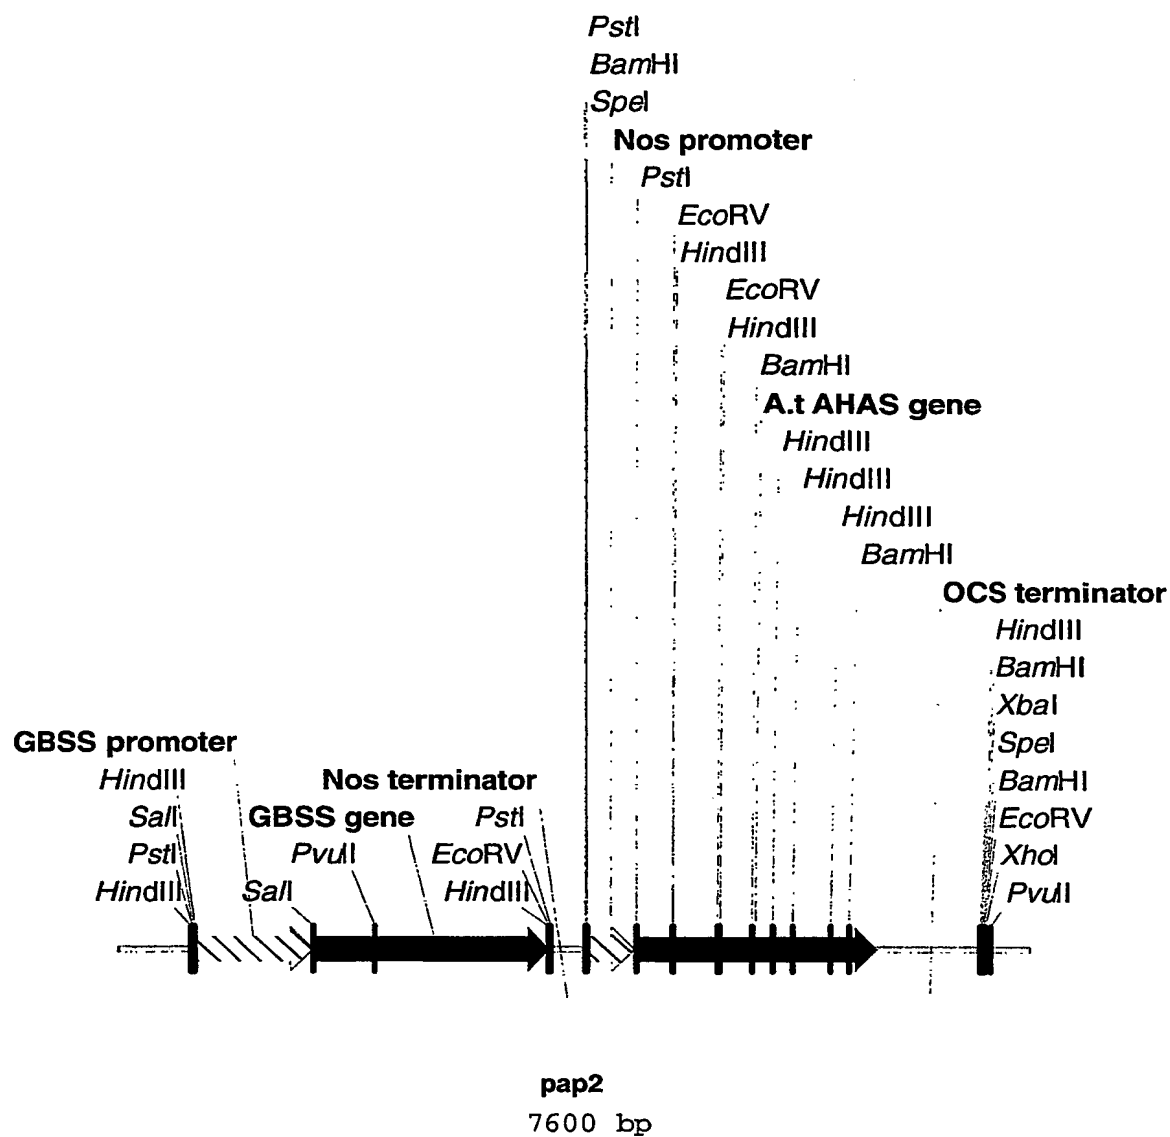 PstI
BamHI
SpeI
Nos promoter
PstI
EcoRV
HindIII
EcoRV
HindIII
BamHI
A.t AHAS gene
HindIII
HindIII
HindIII
BamHI
OCS terminator
HindIII
BamHI
XbaI
SpeI
BamHI
EcoRV
XhoI
PvuII
GBSS promoter
HindIII
SalI
PstI
HindIII
SalI
Nos terminator
GBSS gene
PvuII
PstI
EcoRV
HindIII
pap2
7600 bp